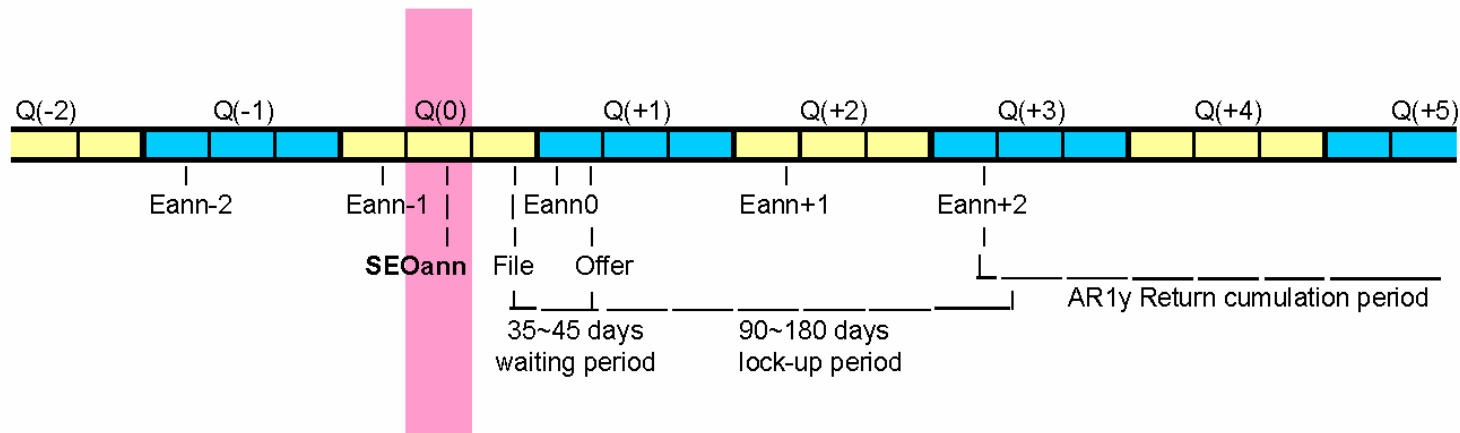 Q(-2) Q(-1) Q(0) Q(+1) Q(+2) Q(+3) Q(+4) Q(+5)
Eann-2 Eann-1 Eann0 Eann+1 Eann+2
SEOann File Offer
AR1y Return cumulation period
35~45 days 90~180 days
waiting period lock-up period